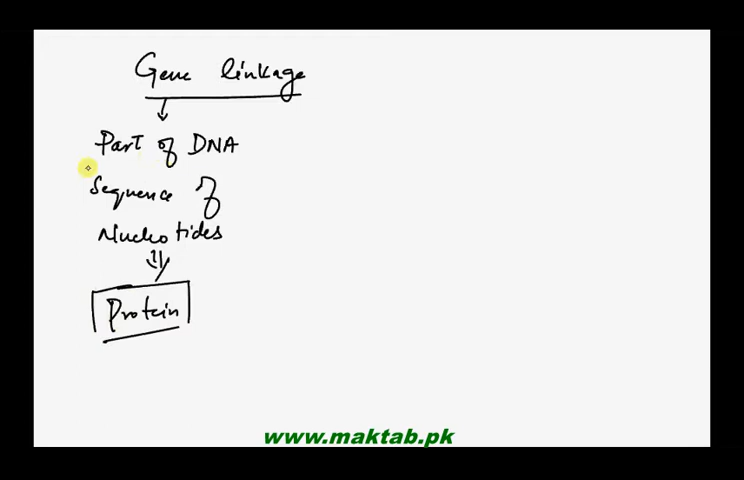 Gene linkage
Part of DNA
Sequence of
Nucleotides
Protein
www.maktab.pk